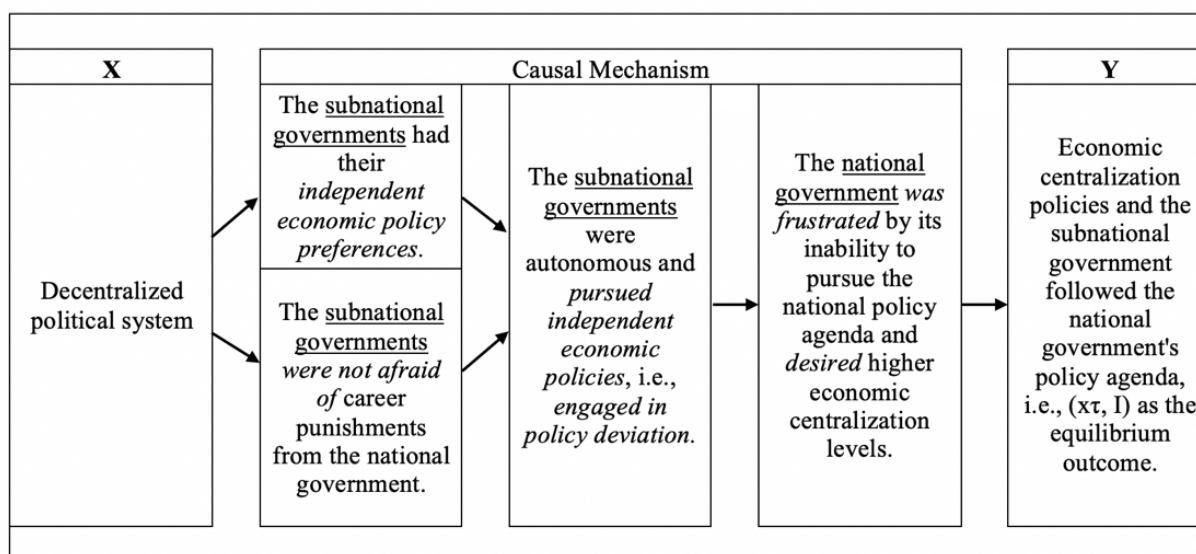 X
Causal Mechanism
Y
Decentralized
political system
The subnational
governments had
their
independent
economic policy
preferences.
The subnational
governments
were not afraid
of career
punishments
from the national
government.
The subnational
governments
were
autonomous and
pursued
independent
economic
policies, i.e.,
engaged in
policy deviation.
The national
government was
frustrated by its
inability to
pursue the
national policy
agenda and
desired higher
economic
centralization
levels.
Economic
centralization
policies and the
subnational
government
followed the
national
government's
policy agenda,
i.e., (xτ, I) as the
equilibrium
outcome.